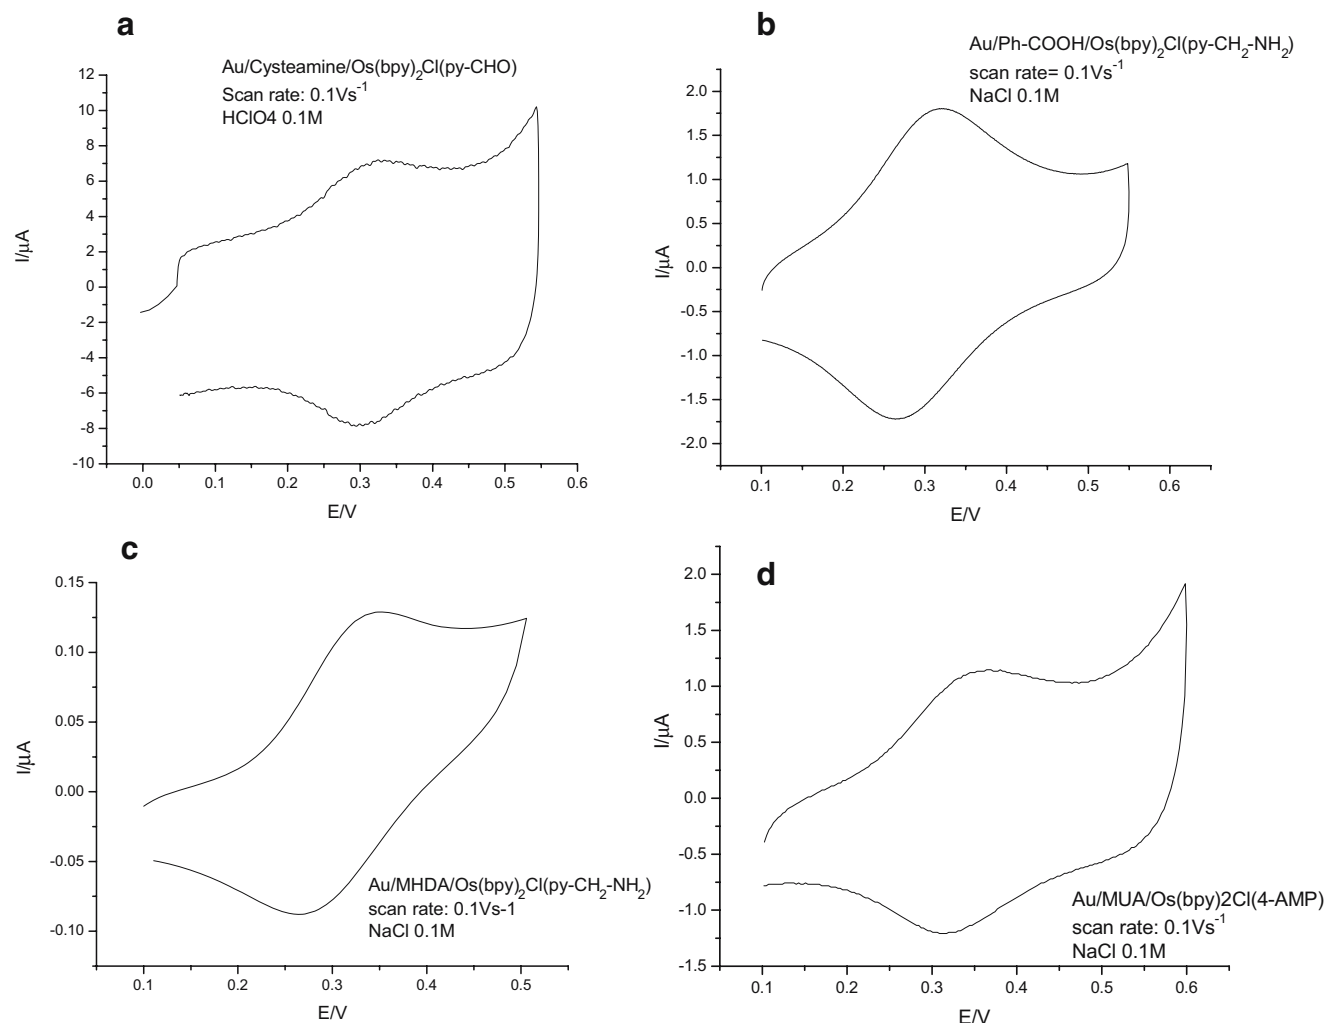 a
Au/Cysteamine/Os(bpy)₂Cl(py-CHO)
Scan rate: 0.1Vs⁻¹
HClO4 0.1M
12
10
8
6
4
2
0
-2
-4
-6
-8
-10
I/µA
0.0 0.1 0.2 0.3 0.4 0.5 0.6
E/V
b
Au/Ph-COOH/Os(bpy)₂Cl(py-CH₂-NH₂)
scan rate= 0.1Vs⁻¹
NaCl 0.1M
2.0
1.5
1.0
0.5
0.0
-0.5
-1.0
-1.5
-2.0
I/µA
0.1 0.2 0.3 0.4 0.5 0.6
E/V
c
0.15
0.10
0.05
0.00
-0.05
-0.10
I/µA
Au/MHDA/Os(bpy)₂Cl(py-CH₂-NH₂)
scan rate: 0.1Vs-1
NaCl 0.1M
0.1 0.2 0.3 0.4 0.5
E/V
d
2.0
1.5
1.0
0.5
0.0
-0.5
-1.0
-1.5
I/µA
Au/MUA/Os(bpy)2Cl(4-AMP)
scan rate: 0.1Vs⁻¹
NaCl 0.1M
0.1 0.2 0.3 0.4 0.5 0.6
E/V